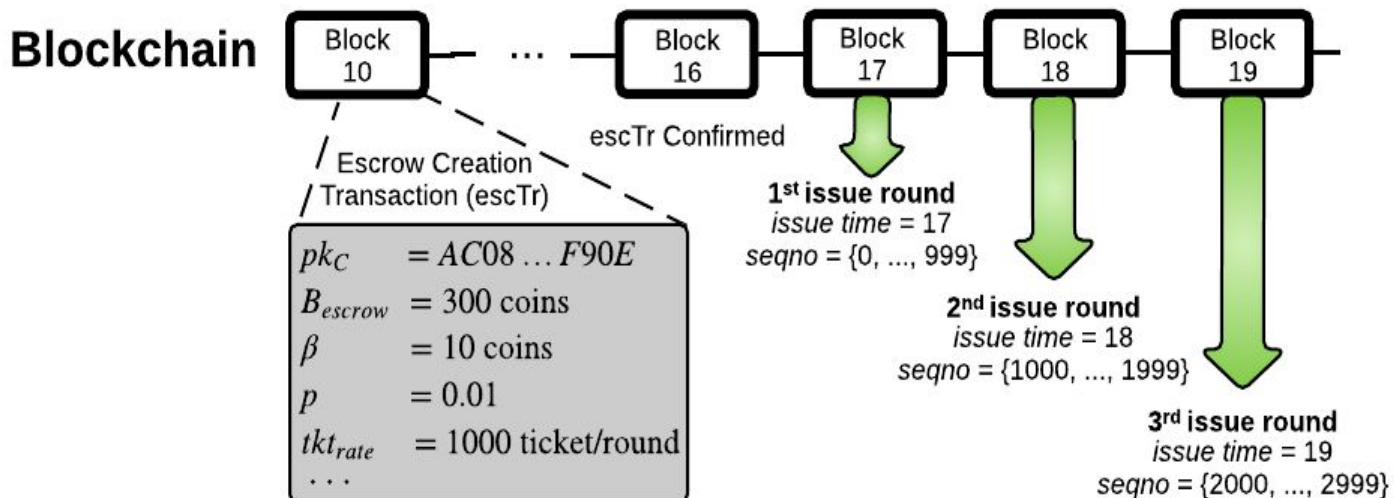 Blockchain
Block
10
...
Block
16
Block
17
Block
18
Block
19
escTr Confirmed
Escrow Creation
Transaction (escTr)
pk_C = AC08 … F90E
B_escrow = 300 coins
β = 10 coins
p = 0.01
tkt_rate = 1000 ticket/round
...
1st issue round
issue time = 17
seqno = {0, ..., 999}
2nd issue round
issue time = 18
seqno = {1000, ..., 1999}
3rd issue round
issue time = 19
seqno = {2000, ..., 2999}